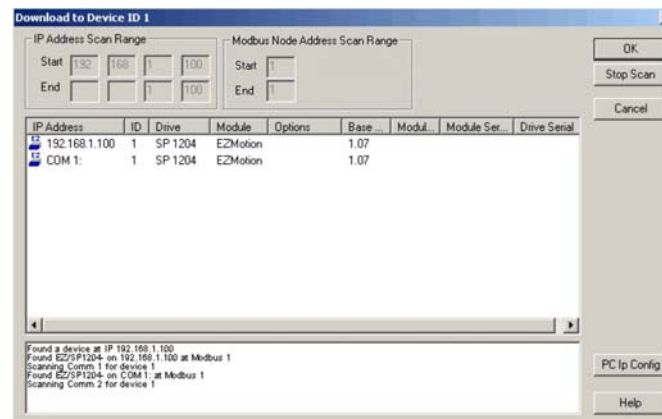 Download to Device ID 1
IP Address Scan Range
Start 192 168 1 100
End 1 100
Modbus Node Address Scan Range
Start 1
End 1
OK
Stop Scan
Cancel
IP Address ID Drive Module Options Base ... Modul... Module Ser... Drive Serial
EZ 192.168.1.100 1 SP 1204 EZMotion 1.07
EZ COM 1: 1 SP 1204 EZMotion 1.07
Found a device at IP 192.168.1.100
Found EZ/SP1204- on 192.168.1.100 at Modbus 1
Scanning Comm 1 for device 1
Found EZ/SP1204- on COM 1: at Modbus 1
Scanning Comm 2 for device 1
PC Ip Config
Help